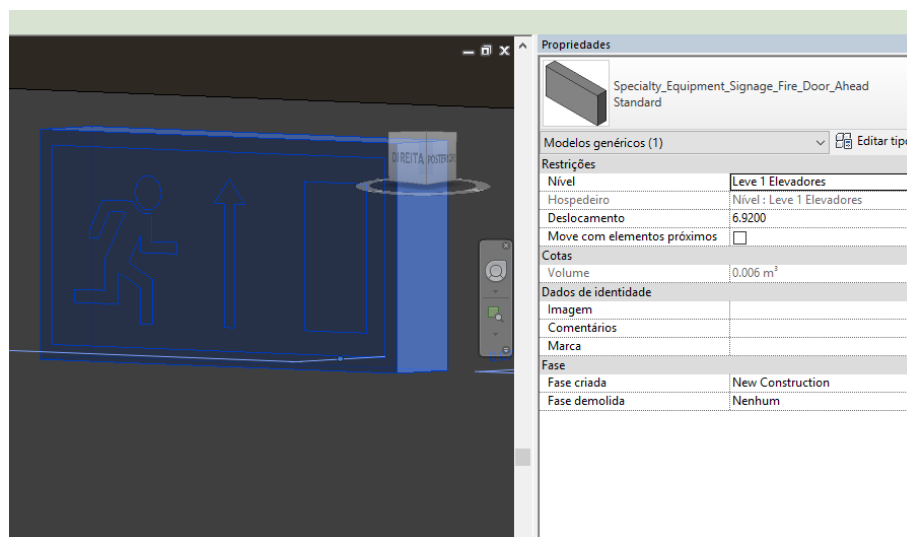 Propriedades
Specialty_Equipment_Signage_Fire_Door_Ahead
Standard
Modelos genéricos (1)
Editar tipo
Restrições
Nível Leve 1 Elevadores
Hospedeiro Nível : Leve 1 Elevadores
Deslocamento 6.9200
Move com elementos próximos
Cotas
Volume 0.006 m³
Dados de identidade
Imagem
Comentários
Marca
Fase
Fase criada New Construction
Fase demolida Nenhum
DIREITA